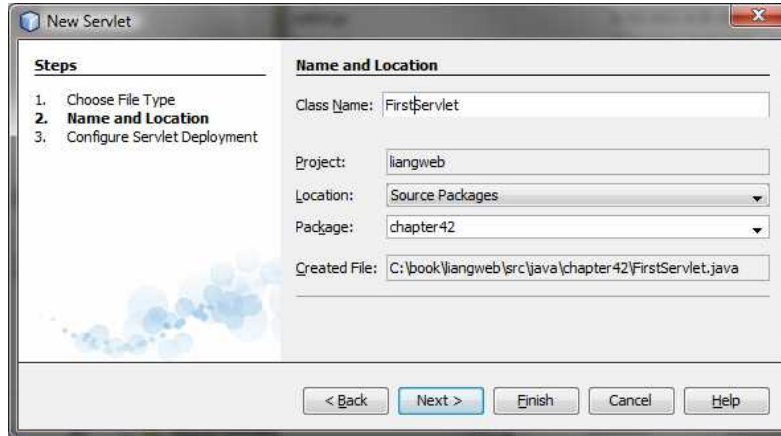 New Servlet
Steps
1. Choose File Type
2. Name and Location
3. Configure Servlet Deployment
Name and Location
Class Name: FirstServlet
Project: liangweb
Location: Source Packages
Package: chapter42
Created File: C:\book\liangweb\src\java\chapter42\FirstServlet.java
< Back Next > Finish Cancel Help